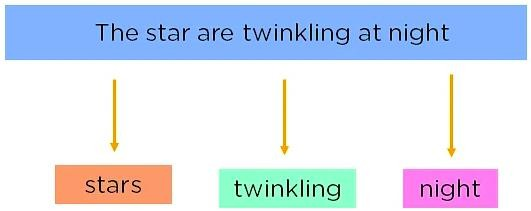 The star are twinkling at night
stars
twinkling
night